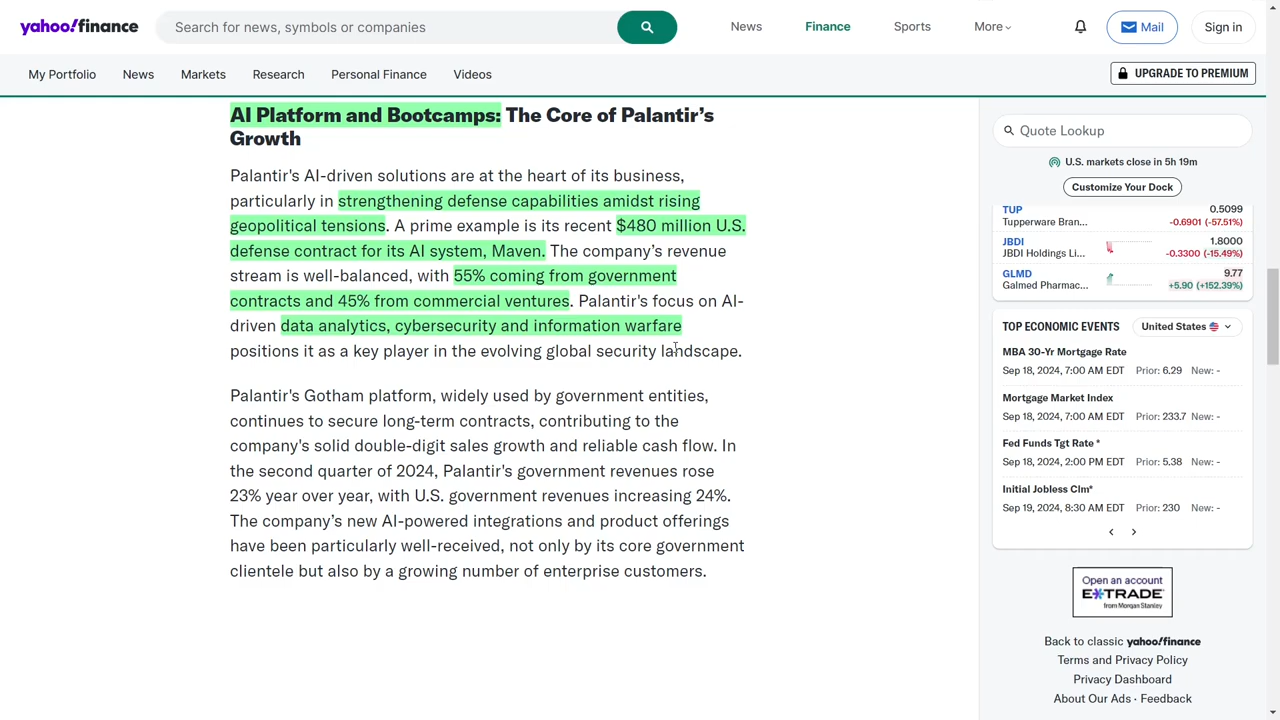 yahoo!finance
Search for news, symbols or companies
News
Finance
Sports
More
Mail
Sign in
My Portfolio
News
Markets
Research
Personal Finance
Videos
UPGRADE TO PREMIUM
AI Platform and Bootcamps: The Core of Palantir’s
Growth
Palantir's AI-driven solutions are at the heart of its business,
particularly in strengthening defense capabilities amidst rising
geopolitical tensions. A prime example is its recent $480 million U.S.
defense contract for its AI system, Maven. The company’s revenue
stream is well-balanced, with 55% coming from government
contracts and 45% from commercial ventures. Palantir's focus on AI-
driven data analytics, cybersecurity and information warfare
positions it as a key player in the evolving global security landscape.
Palantir's Gotham platform, widely used by government entities,
continues to secure long-term contracts, contributing to the
company's solid double-digit sales growth and reliable cash flow. In
the second quarter of 2024, Palantir's government revenues rose
23% year over year, with U.S. government revenues increasing 24%.
The company’s new AI-powered integrations and product offerings
have been particularly well-received, not only by its core government
clientele but also by a growing number of enterprise customers.
Quote Lookup
U.S. markets close in 5h 19m
Customize Your Dock
TUP 0.5099
Tupperware Bran... -0.6901 (-57.51%)
JBDI 1.8000
JBDI Holdings Li... -0.3300 (-15.49%)
GLMD 9.77
Galmed Pharmac... +5.90 (+152.39%)
TOP ECONOMIC EVENTS United States
MBA 30-Yr Mortgage Rate
Sep 18, 2024, 7:00 AM EDT Prior: 6.29 New: -
Mortgage Market Index
Sep 18, 2024, 7:00 AM EDT Prior: 233.7 New: -
Fed Funds Tgt Rate *
Sep 18, 2024, 2:00 PM EDT Prior: 5.38 New: -
Initial Jobless Clm*
Sep 19, 2024, 8:30 AM EDT Prior: 230 New: -
Open an account
E*TRADE
from Morgan Stanley
Back to classic yahoo!finance
Terms and Privacy Policy
Privacy Dashboard
About Our Ads · Feedback